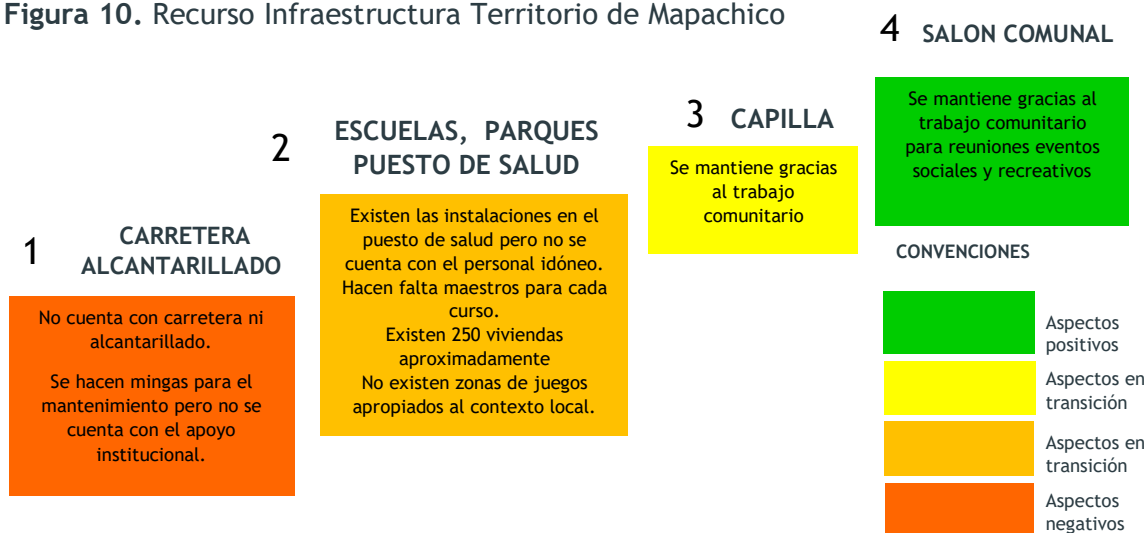 Figura 10. Recurso Infraestructura Territorio de Mapachico
1
CARRETERA
ALCANTARILLADO
No cuenta con carretera ni
alcantarillado.
Se hacen mingas para el
mantenimiento pero no se
cuenta con el apoyo
institucional.
2
ESCUELAS, PARQUES
PUESTO DE SALUD
Existen las instalaciones en el
puesto de salud pero no se
cuenta con el personal idóneo.
Hacen falta maestros para cada
curso.
Existen 250 viviendas
aproximadamente
No existen zonas de juegos
apropiados al contexto local.
3 CAPILLA
Se mantiene gracias
al trabajo
comunitario
4 SALON COMUNAL
Se mantiene gracias al
trabajo comunitario
para reuniones eventos
sociales y recreativos
CONVENCIONES
Aspectos
positivos
Aspectos en
transición
Aspectos en
transición
Aspectos
negativos